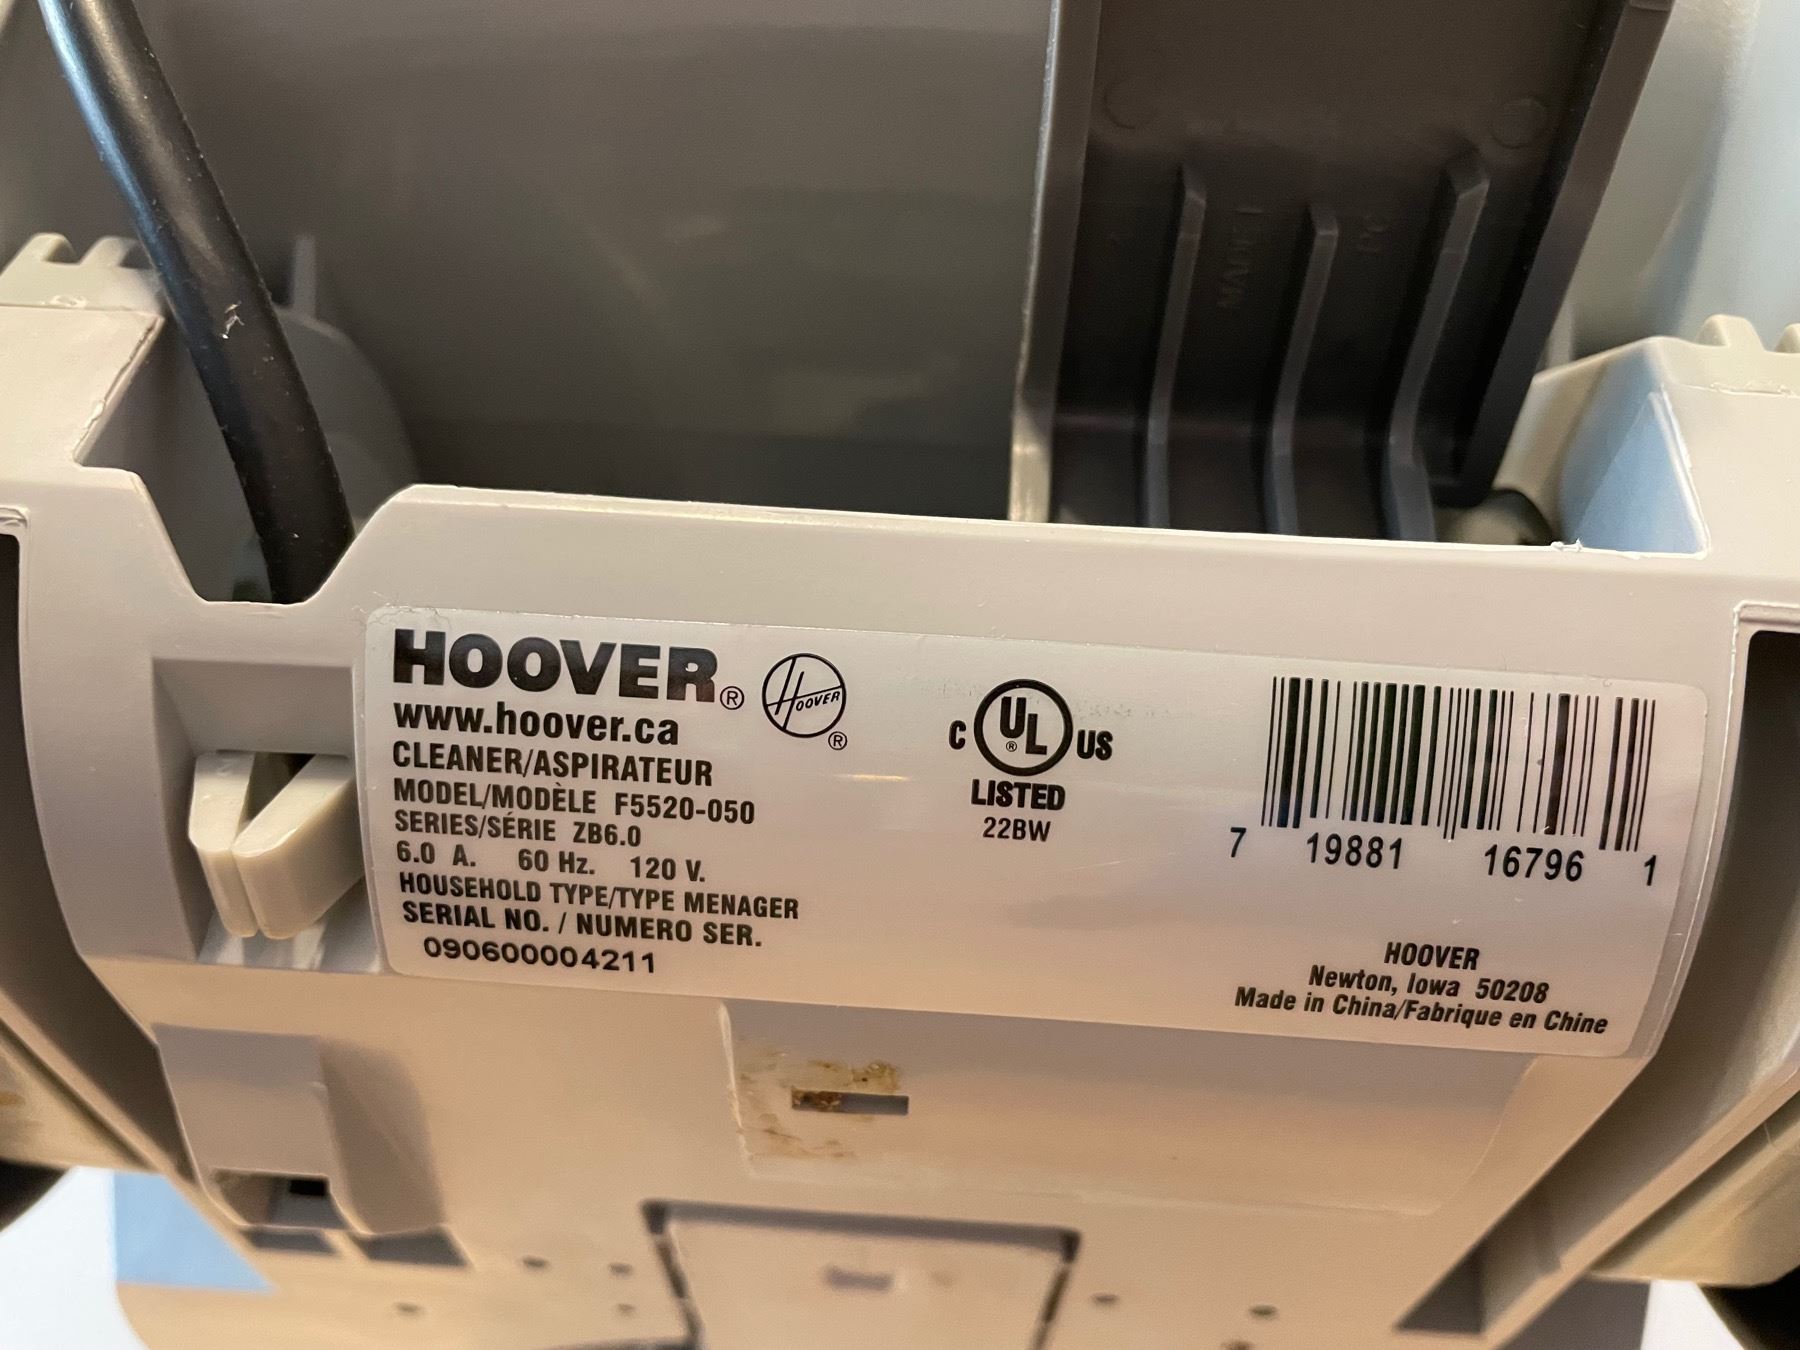 HOOVER®
HOOVER ®
www.hoover.ca
CLEANER/ASPIRATEUR
MODEL/MODÈLE F5520-050
SERIES/SÉRIE ZB6.0
6.0 A. 60 Hz. 120 V.
HOUSEHOLD TYPE/TYPE MENAGER
SERIAL NO. / NUMERO SER.
090600004211
C UL® US
LISTED
22BW
7 19881 16796 1
HOOVER
Newton, Iowa 50208
Made in China/Fabrique en Chine